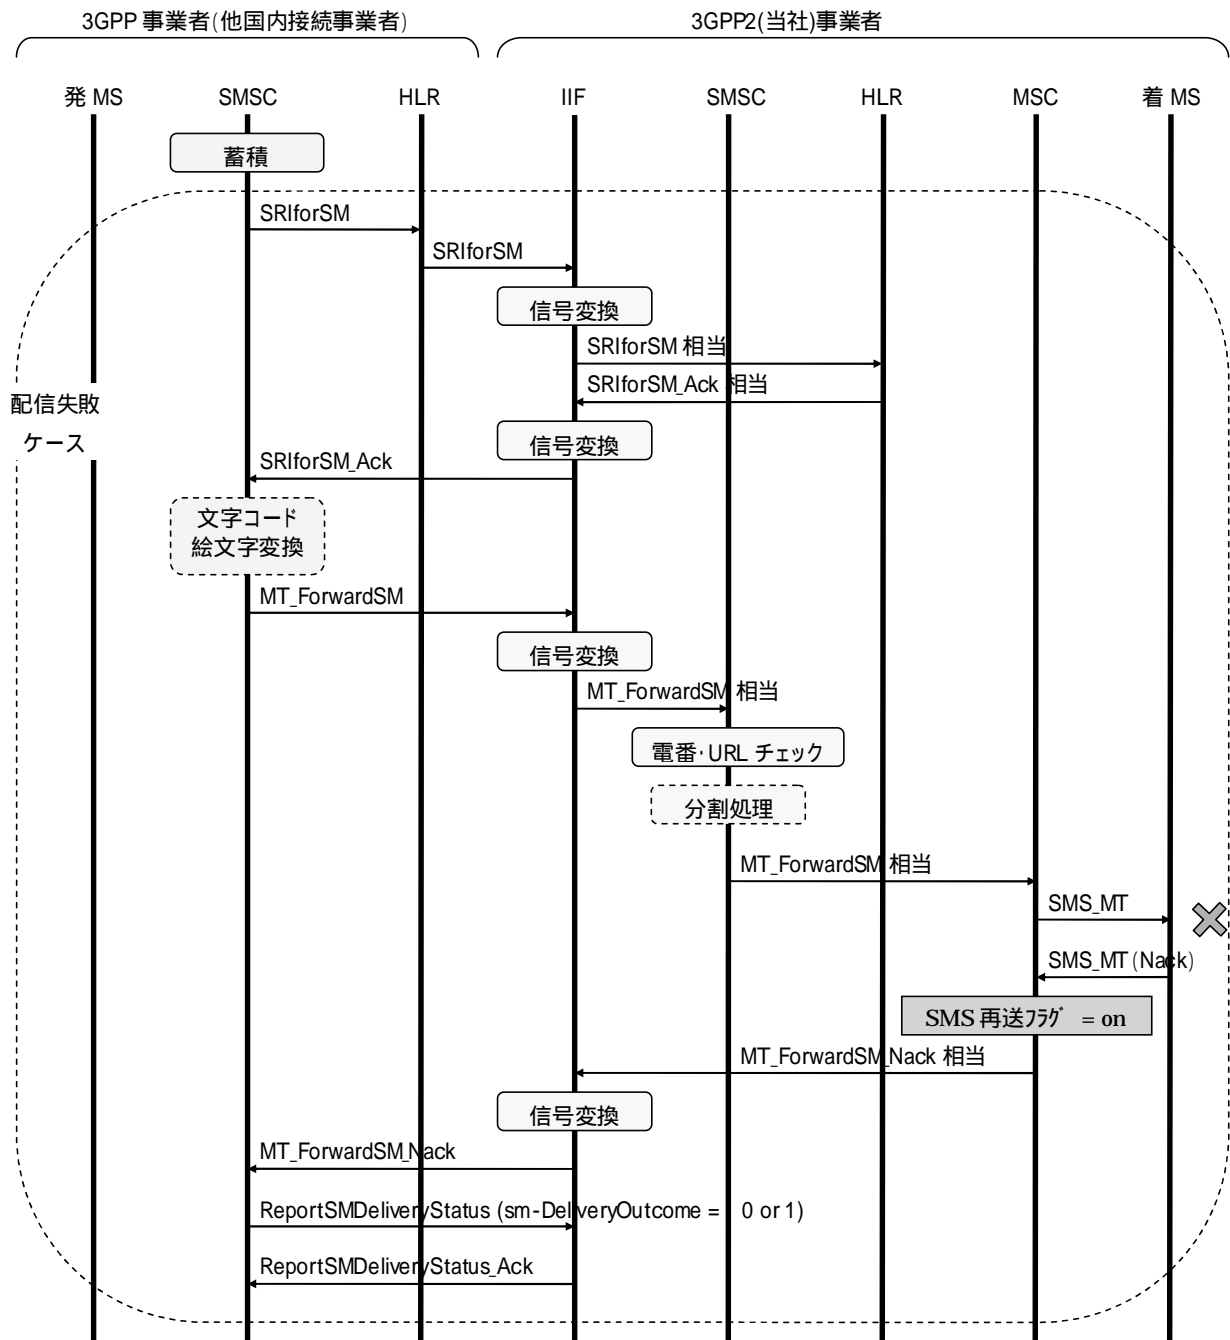 3GPP 事業者(他国内接続事業者)
3GPP2(当社)事業者
発 MS
SMSC
HLR
IIF
SMSC
HLR
MSC
着 MS
蓄積
SRIforSM
SRIforSM
信号変換
SRIforSM 相当
SRIforSM_Ack 相当
配信失敗
ケース
信号変換
SRIforSM_Ack
文字コード
絵文字変換
MT_ForwardSM
信号変換
MT_ForwardSM 相当
電番・URL チェック
分割処理
MT_ForwardSM 相当
SMS_MT
SMS_MT(Nack)
SMS 再送フラグ = on
MT_ForwardSM_Nack 相当
信号変換
MT_ForwardSM_Nack
ReportSMDeliveryStatus (sm-DeliveryOutcome = 0 or 1)
ReportSMDeliveryStatus_Ack